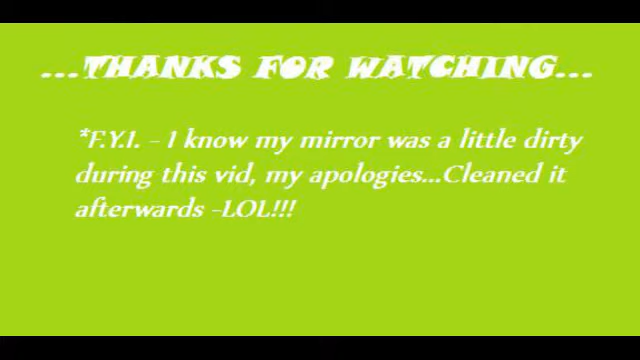 ...THANKS FOR WATCHING...
*F.Y.I. - I know my mirror was a little dirty
during this vid, my apologies...Cleaned it
afterwards -LOL!!!